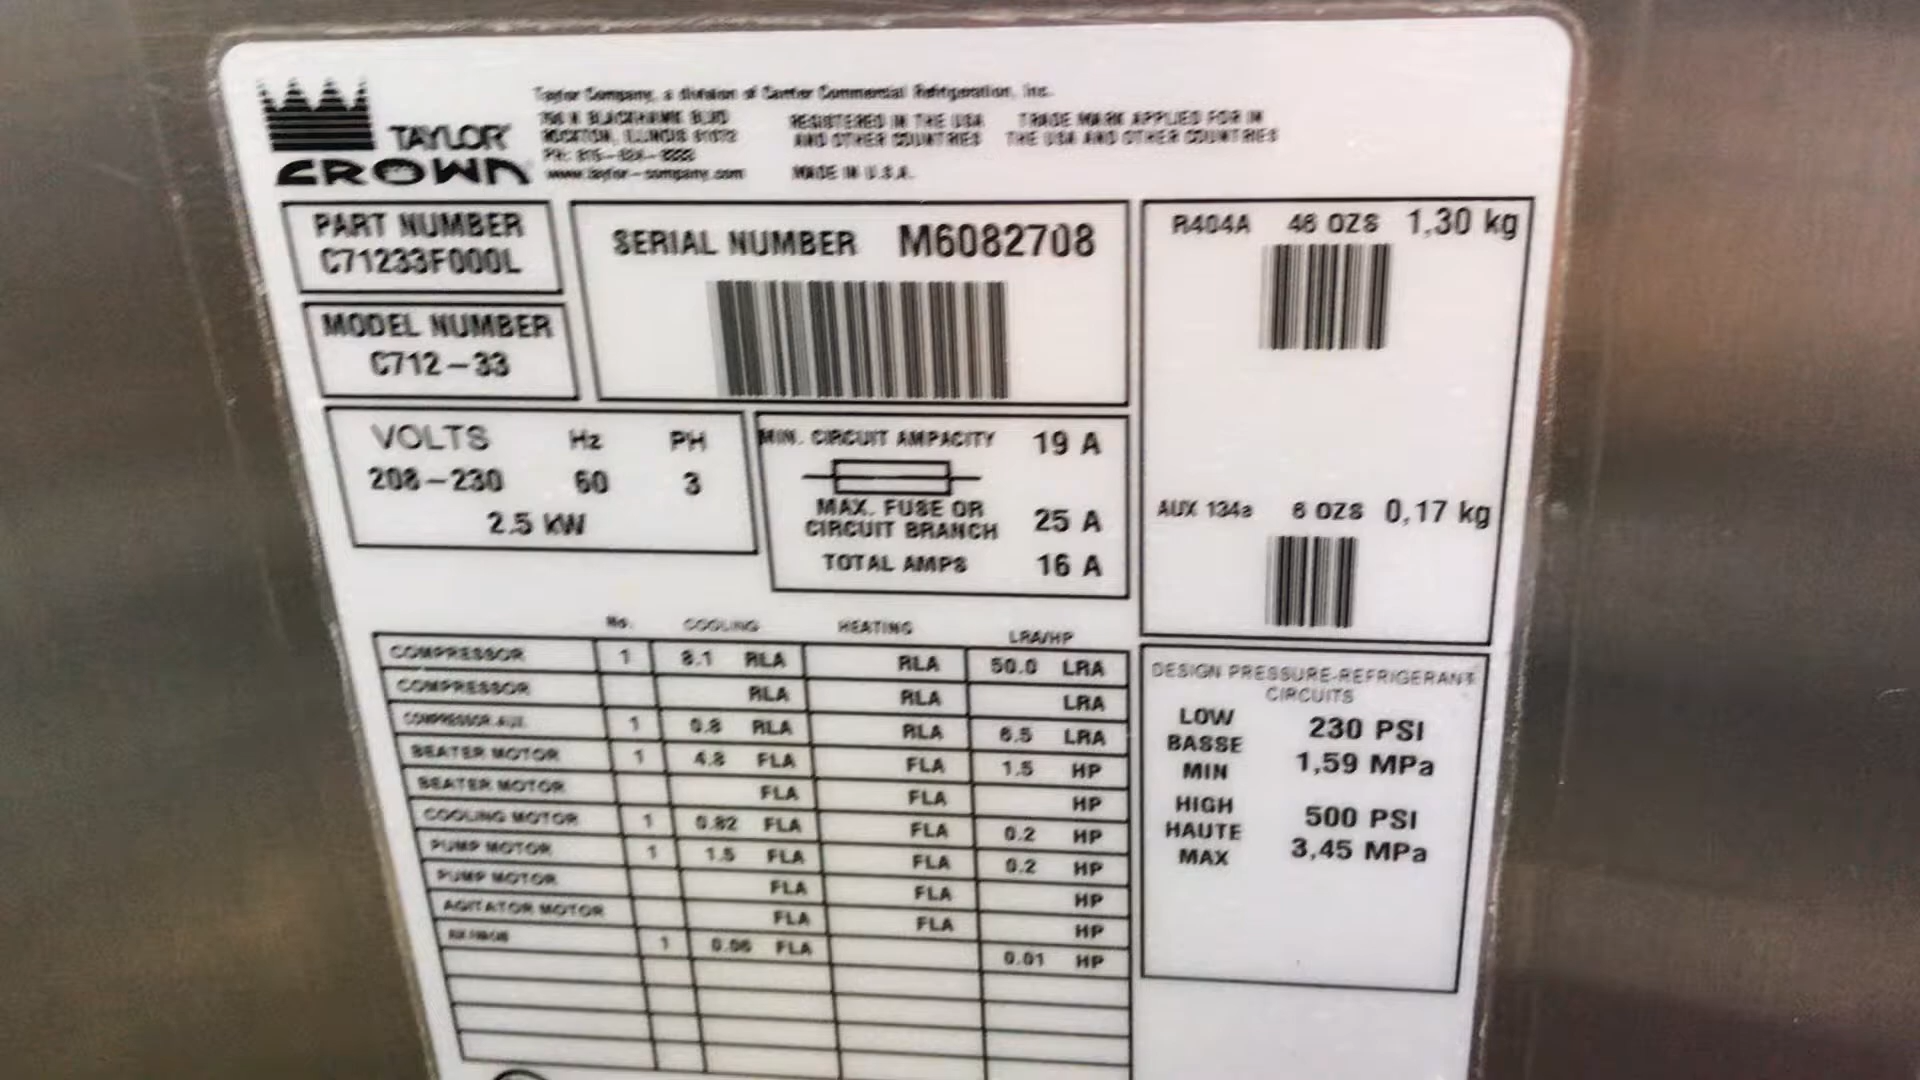 TAYLOR
CROWN
Taylor Company, a division of Carrier Commercial Refrigeration, Inc.
BLACKHAWK BLVD
ROCKTON, ILLINOIS 61072
www.taylor-company.com
REGISTERED IN THE USA
AND OTHER COUNTRIES
TRADE MARK APPLIED FOR IN
THE USA AND OTHER COUNTRIES
MADE IN U.S.A.
PART NUMBER
C71233F000L
MODEL NUMBER
C712-33
SERIAL NUMBER M6082708
R404A 46 OZS 1,30 kg
AUX 134a 6 OZS 0,17 kg
VOLTS Hz PH
208-230 60 3
2.5 kW
MIN. CIRCUIT AMPACITY 19 A
MAX. FUSE OR
CIRCUIT BRANCH 25 A
TOTAL AMPS 16 A
No. COOLING HEATING LRA/HP
COMPRESSOR 1 8.1 RLA RLA 50.0 LRA
COMPRESSOR RLA RLA LRA
COMPRESSOR-AUX. 1 0.8 RLA RLA 6.5 LRA
BEATER MOTOR 1 4.8 FLA FLA 1.5 HP
BEATER MOTOR FLA FLA HP
COOLING MOTOR 1 0.82 FLA FLA 0.2 HP
PUMP MOTOR 1 1.5 FLA FLA 0.2 HP
PUMP MOTOR FLA FLA HP
AGITATOR MOTOR FLA FLA HP
1 0.06 FLA 0.01 HP
DESIGN PRESSURE-REFRIGERANT
CIRCUITS
LOW
BASSE
MIN
230 PSI
1,59 MPa
HIGH
HAUTE
MAX
500 PSI
3,45 MPa